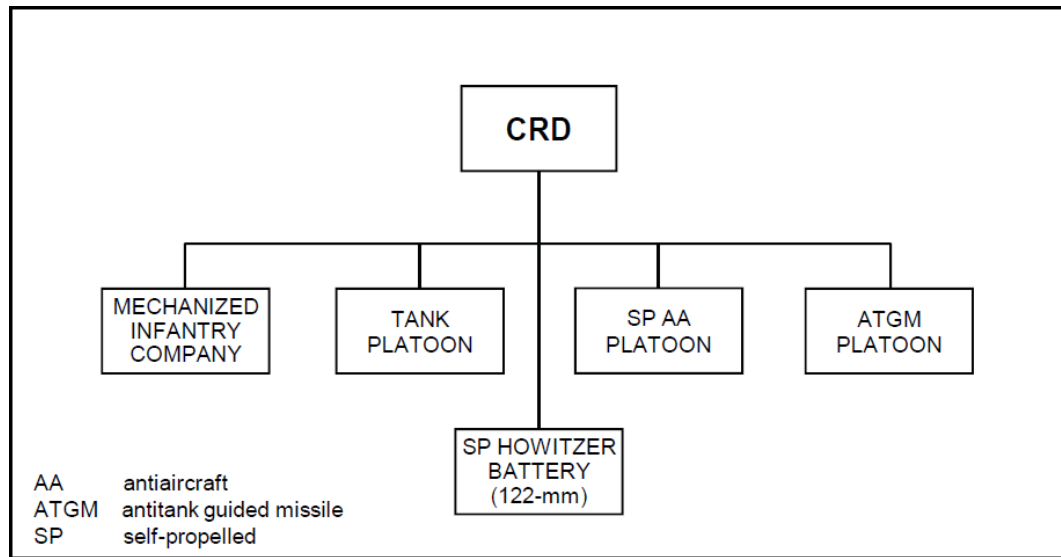 CRD
MECHANIZED
INFANTRY
COMPANY
TANK
PLATOON
SP AA
PLATOON
ATGM
PLATOON
SP HOWITZER
BATTERY
(122-mm)
AA antiaircraft
ATGM antitank guided missile
SP self-propelled